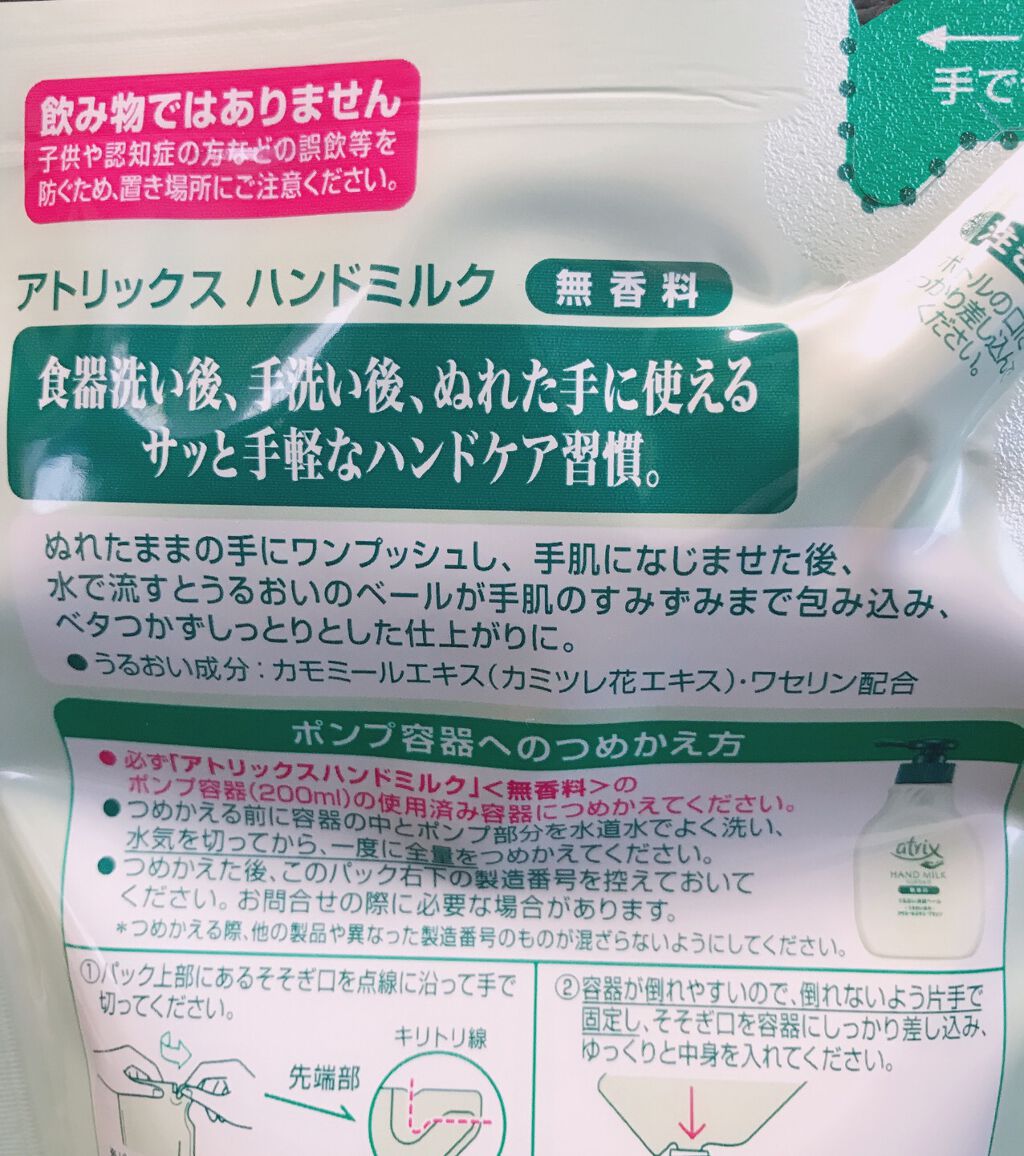 飲み物ではありません
子供や認知症の方などの誤飲等を
防ぐため、置き場所にご注意ください。
手で
ボトルの口に
っかり差し込んで
ください。
アトリックス ハンドミルク 無香料
食器洗い後、手洗い後、ぬれた手に使える
サッと手軽なハンドケア習慣。
ぬれたままの手にワンプッシュし、手肌になじませた後、
水で流すとうるおいのベールが手肌のすみずみまで包み込み、
ベタつかずしっとりとした仕上がりに。
●うるおい成分：カモミールエキス(カミツレ花エキス)・ワセリン配合
ポンプ容器へのつめかえ方
●必ず「アトリックスハンドミルク」<無香料>の
ポンプ容器(200ml)の使用済み容器につめかえてください。
●つめかえる前に容器の中とポンプ部分を水道水でよく洗い、
水気を切ってから、一度に全量をつめかえてください。
●つめかえた後、このパック右下の製造番号を控えておいて
ください。お問合せの際に必要な場合があります。
*つめかえる際、他の製品や異なった製造番号のものが混ざらないようにしてください。
atrix
HAND MILK
無香料
①パック上部にあるそそぎ口を点線に沿って手で
切ってください。
キリトリ線
先端部
②容器が倒れやすいので、倒れないよう片手で
固定し、そそぎ口を容器にしっかり差し込み、
ゆっくりと中身を入れてください。